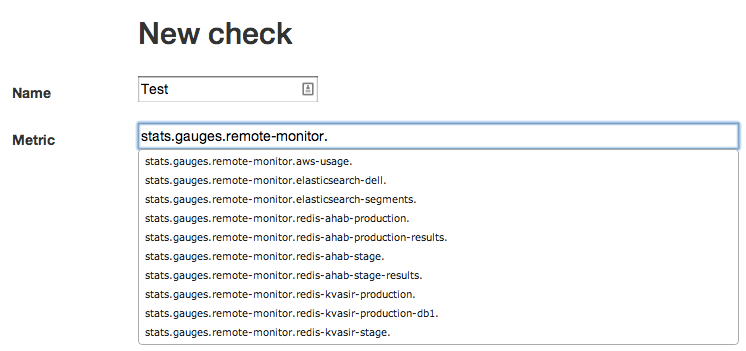 New check
Name
Test
Metric
stats.gauges.remote-monitor.
stats.gauges.remote-monitor.aws-usage.
stats.gauges.remote-monitor.elasticsearch-dell.
stats.gauges.remote-monitor.elasticsearch-segments.
stats.gauges.remote-monitor.redis-ahab-production.
stats.gauges.remote-monitor.redis-ahab-production-results.
stats.gauges.remote-monitor.redis-ahab-stage.
stats.gauges.remote-monitor.redis-ahab-stage-results.
stats.gauges.remote-monitor.redis-kvasir-production.
stats.gauges.remote-monitor.redis-kvasir-production-db1.
stats.gauges.remote-monitor.redis-kvasir-stage.